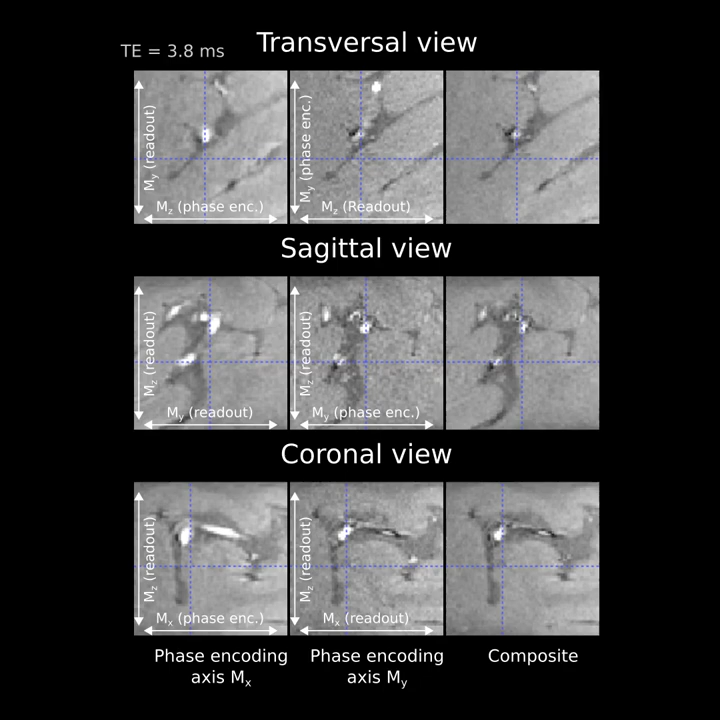 TE = 3.8 ms
Transversal view
My (readout)
Mz (phase enc.)
My (phase enc.)
Mz (Readout)
Sagittal view
Mz (readout)
My (readout)
Mz (readout)
My (phase enc.)
Coronal view
Mz (readout)
Mx (phase enc.)
Mz (readout)
Mx (readout)
Phase encoding
axis Mx
Phase encoding
axis My
Composite